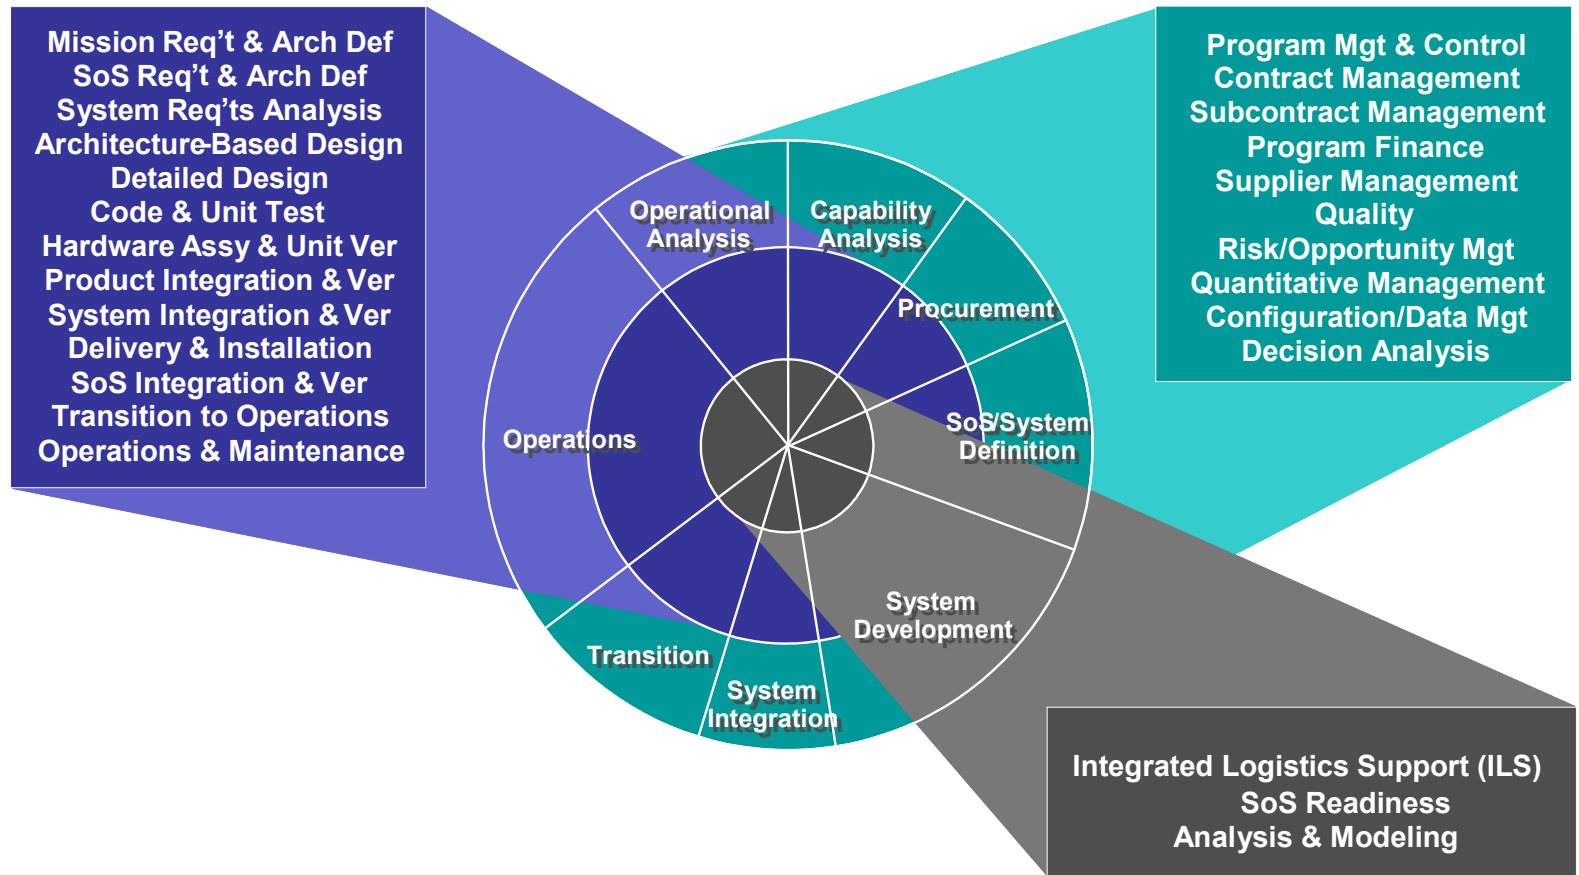 Mission Req't & Arch Def
SoS Req't & Arch Def
System Req'ts Analysis
Architecture-Based Design
Detailed Design
Code & Unit Test
Hardware Assy & Unit Ver
Product Integration & Ver
System Integration & Ver
Delivery & Installation
SoS Integration & Ver
Transition to Operations
Operations & Maintenance
Program Mgt & Control
Contract Management
Subcontract Management
Program Finance
Supplier Management
Quality
Risk/Opportunity Mgt
Quantitative Management
Configuration/Data Mgt
Decision Analysis
Operational
Analysis
Capability
Analysis
Procurement
SoS/System
Definition
System
Development
System
Integration
Transition
Operations
Integrated Logistics Support (ILS)
SoS Readiness
Analysis & Modeling